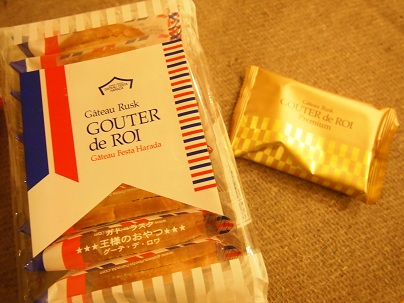 Gâteau Rusk
GOUTER
de ROI
Gâteau Festa Harada
ガトーラスク
★★★王様のおやつ★★★
グーテ・デ・ロワ
Gateau Rusk
GOUTER de ROI
Premium